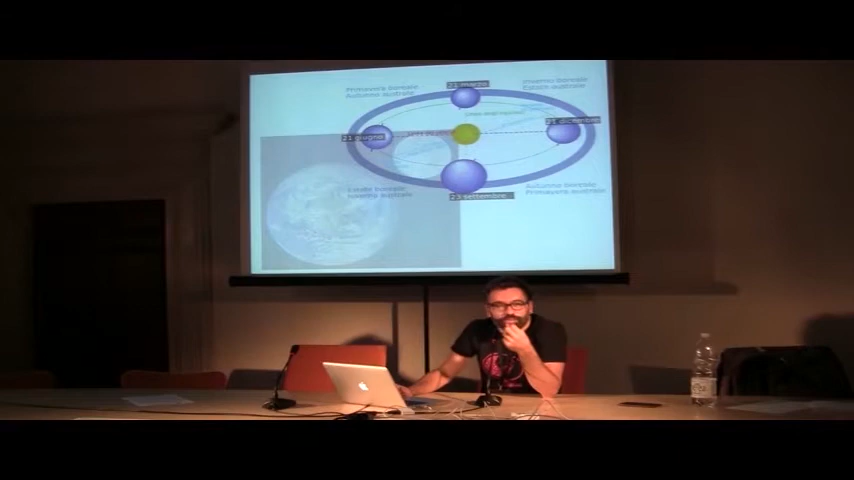 21 marzo
Primavera boreale
Autunno australe
Inverno boreale
Estate australe
21 giugno
21 dicembre
Estate boreale
Inverno australe
Autunno boreale
Primavera australe
23 settembre